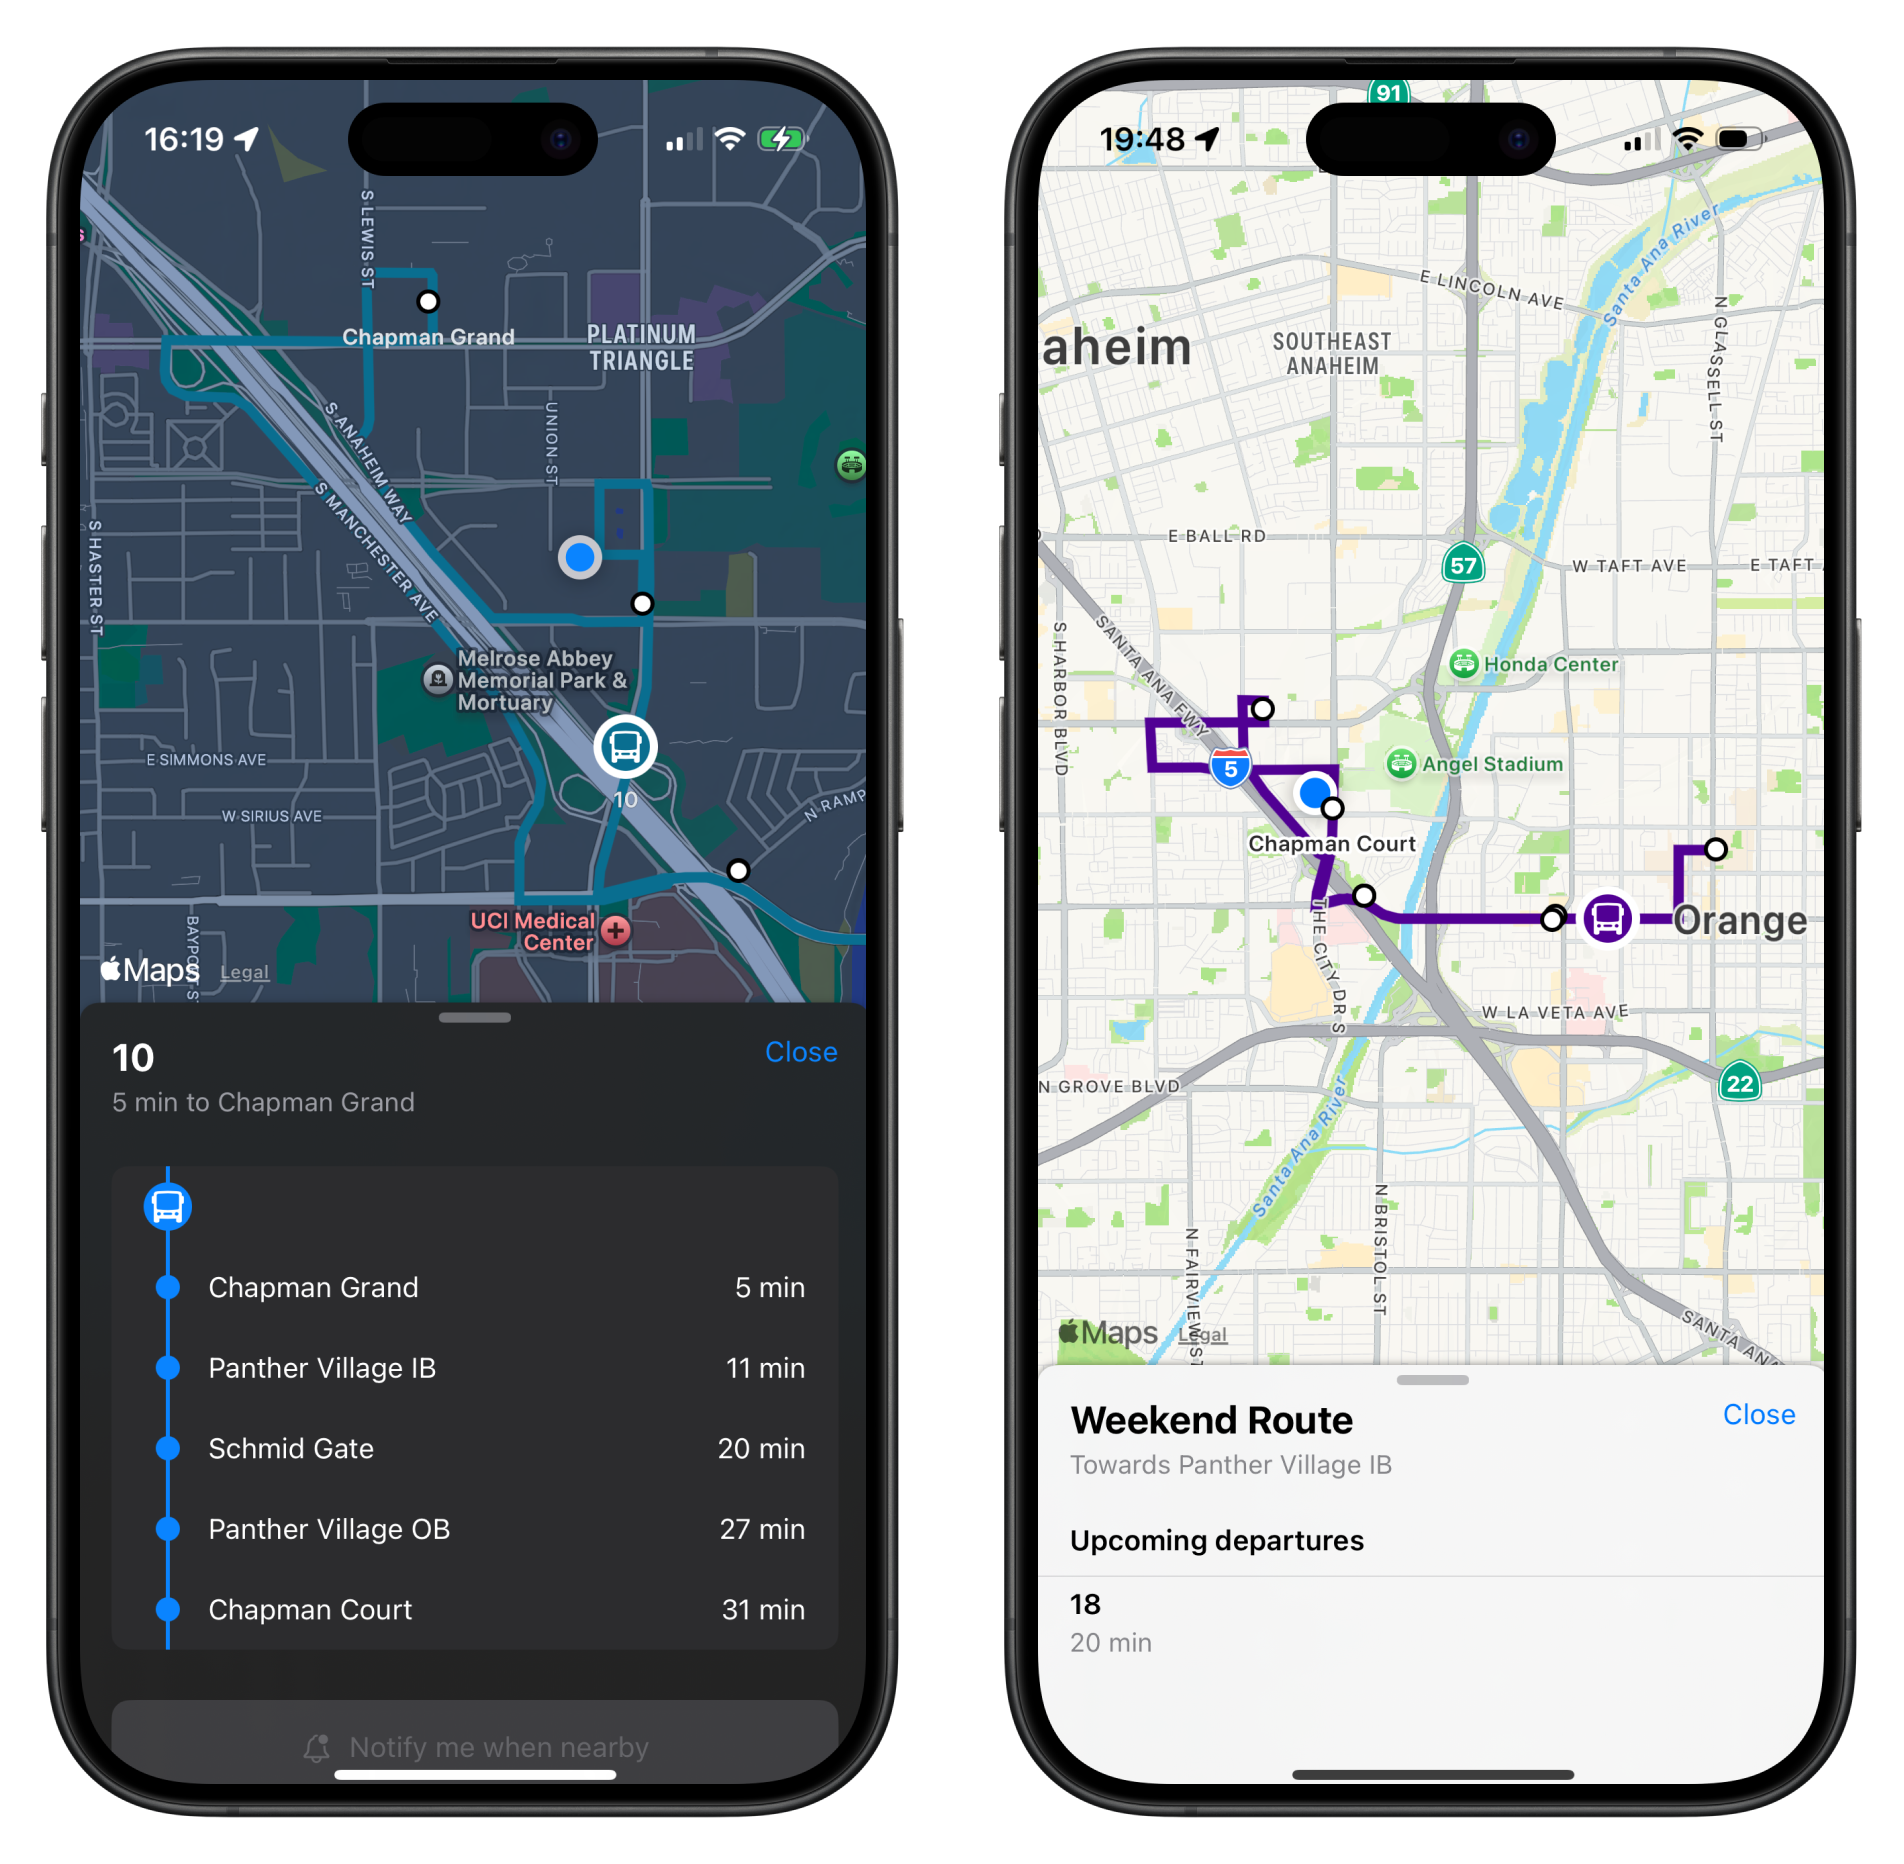 16:19
S LEWIS ST
Chapman Grand
PLATINUM
TRIANGLE
S ANAHEIM WAY
UNION ST
S MANCHESTER AVE
S HASTER ST
Melrose Abbey
Memorial Park &
Mortuary
E SIMMONS AVE
10
W SIRIUS AVE
N RAMP
UCI Medical
Center
BAYPORT ST
Maps
Legal
10
Close
5 min to Chapman Grand
Chapman Grand 5 min
Panther Village IB 11 min
Schmid Gate 20 min
Panther Village OB 27 min
Chapman Court 31 min
Notify me when nearby
91
19:48
Santa Ana River
E LINCOLN AVE
N GLASSELL ST
aheim
SOUTHEAST
ANAHEIM
E BALL RD
57
W TAFT AVE
E TAFT
SANTA ANA FWY
S HARBOR BLVD
Honda Center
5
Angel Stadium
Chapman Court
Orange
THE CITY DR S
W LA VETA AVE
N GROVE BLVD
22
Santa Ana River
N BRISTOL ST
N FAIRVIEW ST
SANTA ANA
Maps
Legal
Weekend Route
Close
Towards Panther Village IB
Upcoming departures
18
20 min